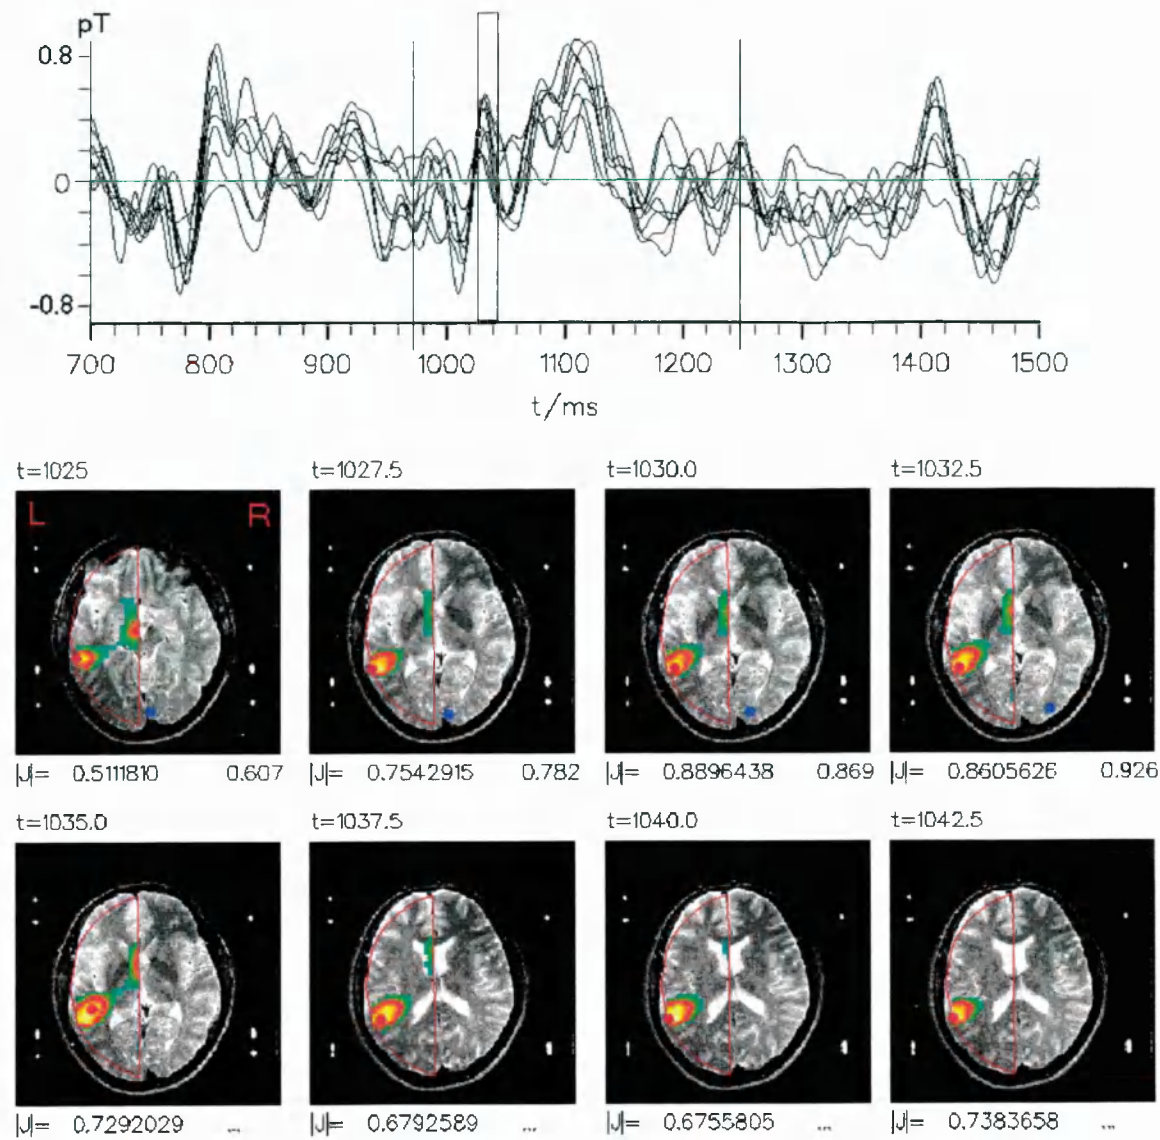 pT
0.8
0
-0.8
700 800 900 1000 1100 1200 1300 1400 1500
t/ms
t=1025 t=1027.5 t=1030.0 t=1032.5
L R
|J|= 0.5111810 0.607 |J|= 0.7542915 0.782 |J|= 0.8896438 0.869 |J|= 0.8605626 0.926
t=1035.0 t=1037.5 t=1040.0 t=1042.5
|J|= 0.7292029 ... |J|= 0.6792589 ... |J|= 0.6755805 ... |J|= 0.7383658 ...